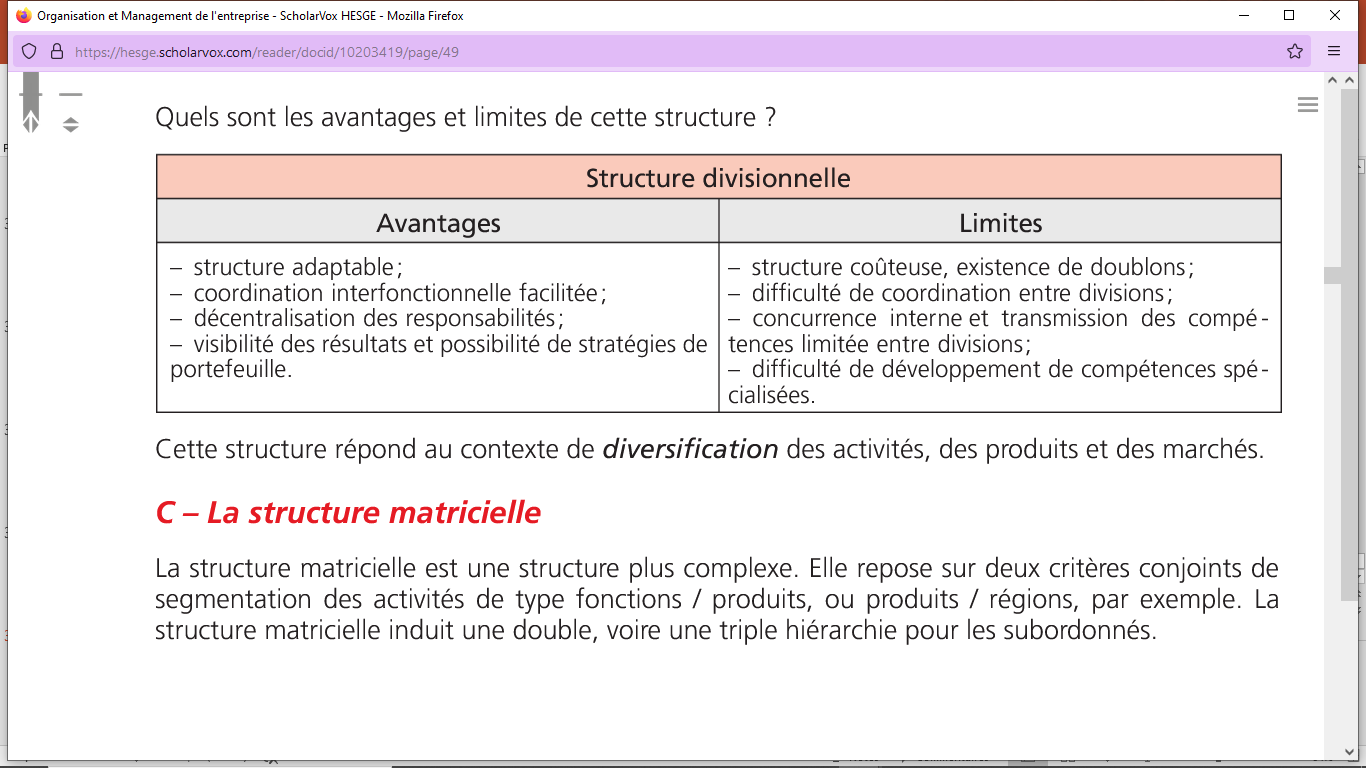 Organisation et Management de l'entreprise - ScholarVox HESGE - Mozilla Firefox
https://hesge.scholarvox.com/reader/docid/10203419/page/49
Quels sont les avantages et limites de cette structure ?
Structure divisionnelle
Avantages
Limites
– structure adaptable ;
– coordination interfonctionnelle facilitée ;
– décentralisation des responsabilités ;
– visibilité des résultats et possibilité de stratégies de
portefeuille.
– structure coûteuse, existence de doublons ;
– difficulté de coordination entre divisions ;
– concurrence interne et transmission des compé-
tences limitée entre divisions ;
– difficulté de développement de compétences spé-
cialisées.
Cette structure répond au contexte de diversification des activités, des produits et des marchés.
C – La structure matricielle
La structure matricielle est une structure plus complexe. Elle repose sur deux critères conjoints de
segmentation des activités de type fonctions / produits, ou produits / régions, par exemple. La
structure matricielle induit une double, voire une triple hiérarchie pour les subordonnés.